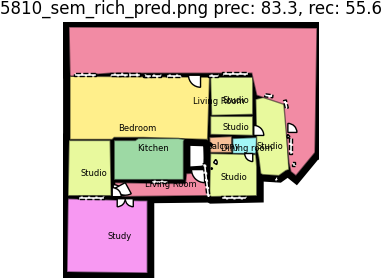 5810_sem_rich_pred.png prec: 83.3, rec: 55.6
Living Room
Studio
Bedroom
Studio
Kitchen
Balcony
Dining room
Studio
Studio
Studio
Living Room
Study